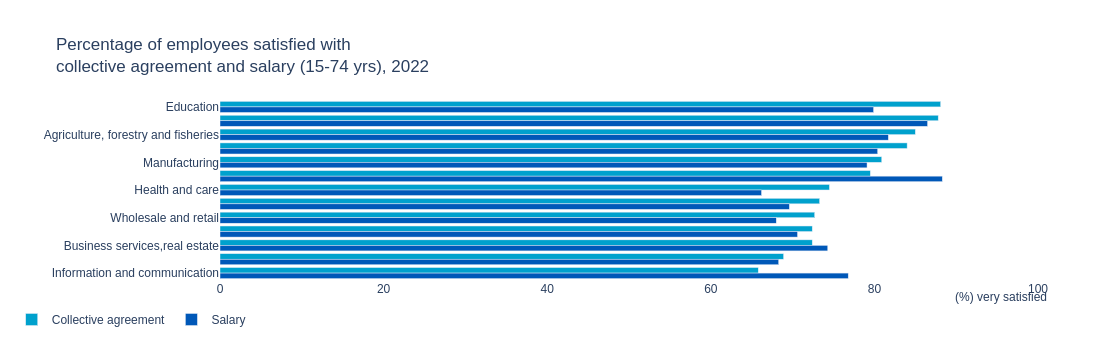 Percentage of employees satisfied with
collective agreement and salary (15-74 yrs), 2022
Education
Agriculture, forestry and fisheries
Manufacturing
Health and care
Wholesale and retail
Business services,real estate
Information and communication
0 20 40 60 80 100
(%) very satisfied
Collective agreement Salary